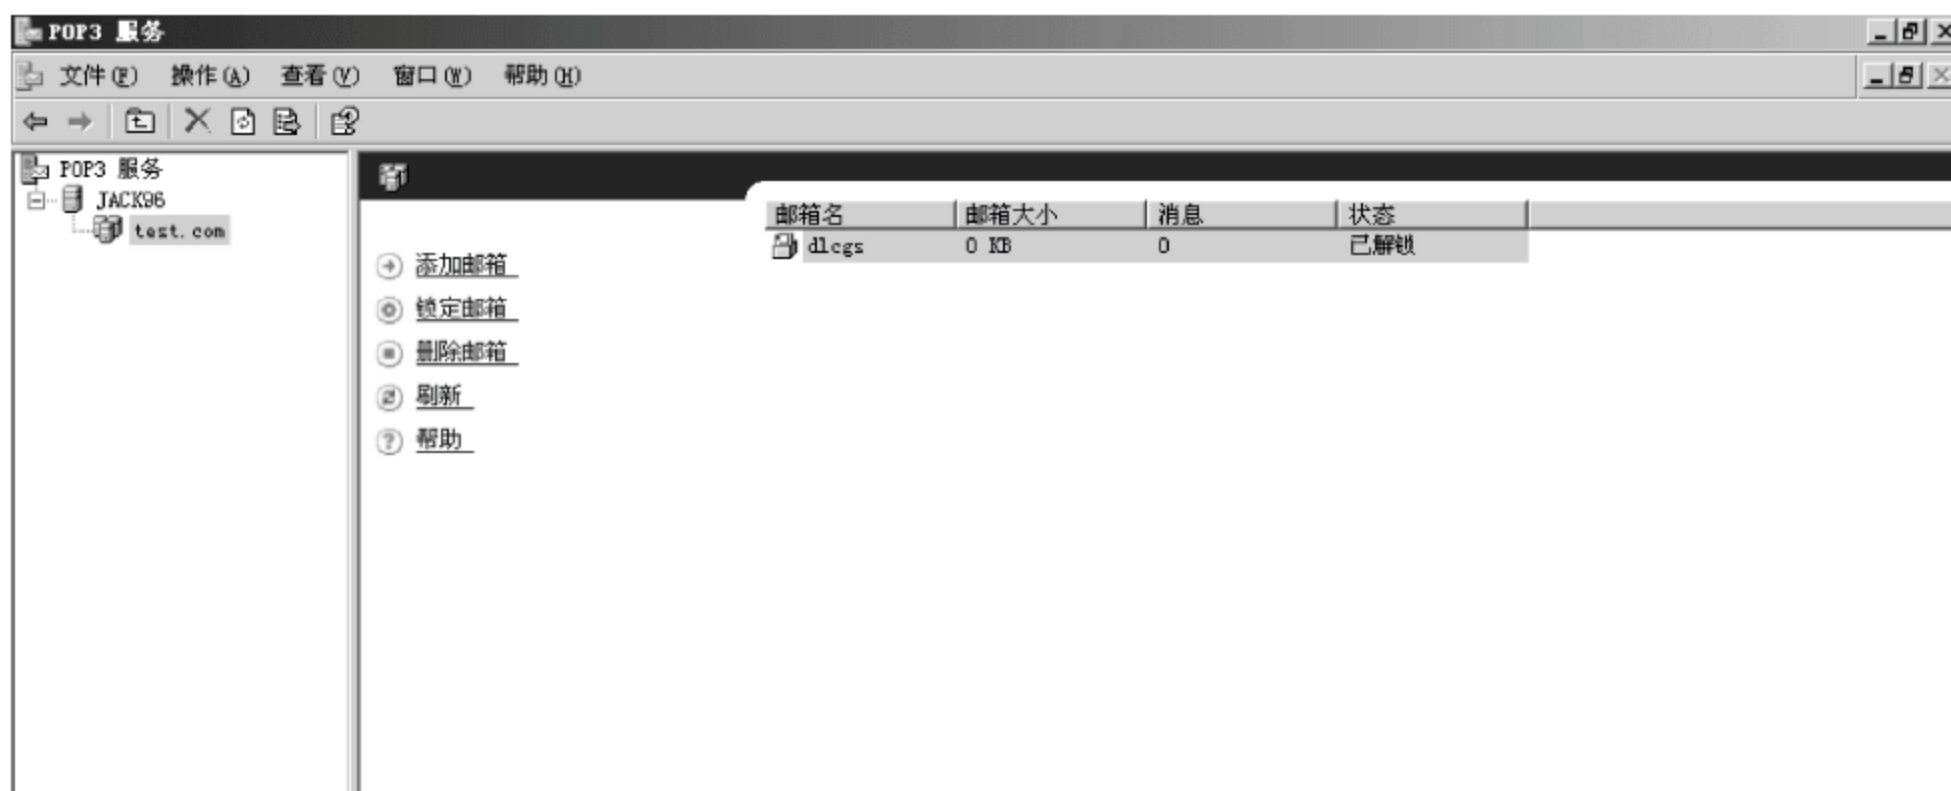 POP3 服务
文件(F) 操作(A) 查看(V) 窗口(W) 帮助(H)
POP3 服务
JACK96
test.com
添加邮箱
锁定邮箱
删除邮箱
刷新
帮助
邮箱名 邮箱大小 消息 状态
dlcgs 0 KB 0 已解锁